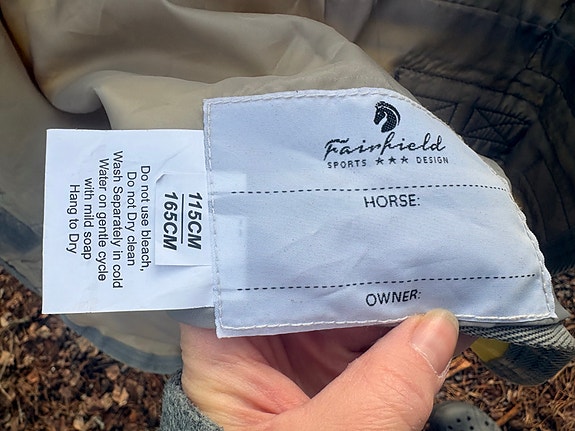 Fairfield
SPORTS ★★★ DESIGN
HORSE:
OWNER:
115CM
165CM
Do not use bleach,
Do not Dry clean
Wash Separately in cold
Water on gentle cycle
with mild soap
Hang to Dry